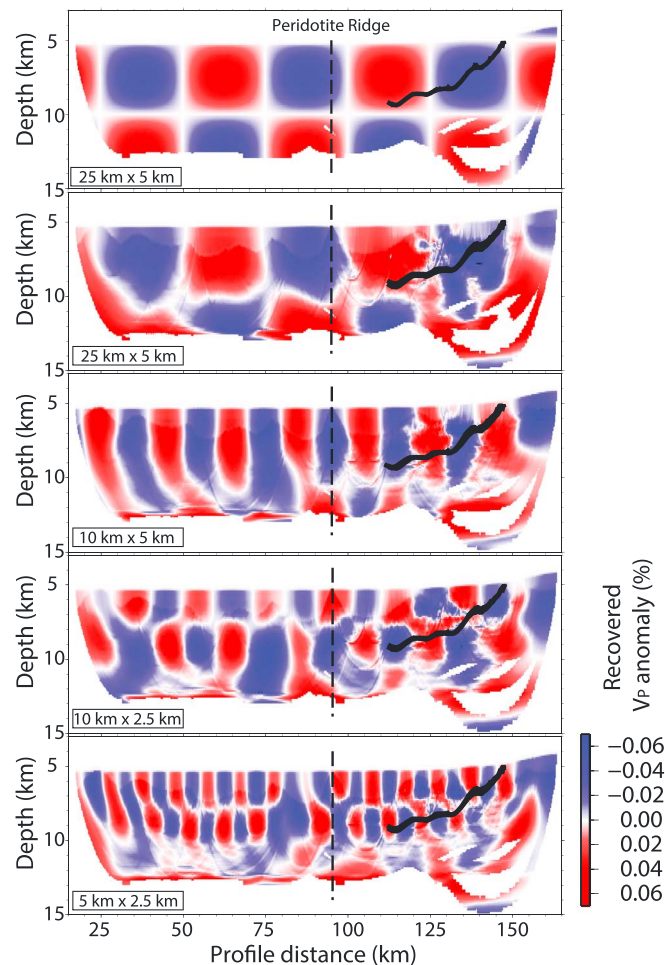 Peridotite Ridge
5
10
15
Depth (km)
25 km x 5 km
5
10
15
Depth (km)
25 km x 5 km
5
10
15
Depth (km)
10 km x 5 km
5
10
15
Depth (km)
10 km x 2.5 km
5
10
15
Depth (km)
5 km x 2.5 km
25 50 75 100 125 150
Profile distance (km)
Recovered
VP anomaly (%)
−0.06
−0.04
−0.02
0.00
0.02
0.04
0.06